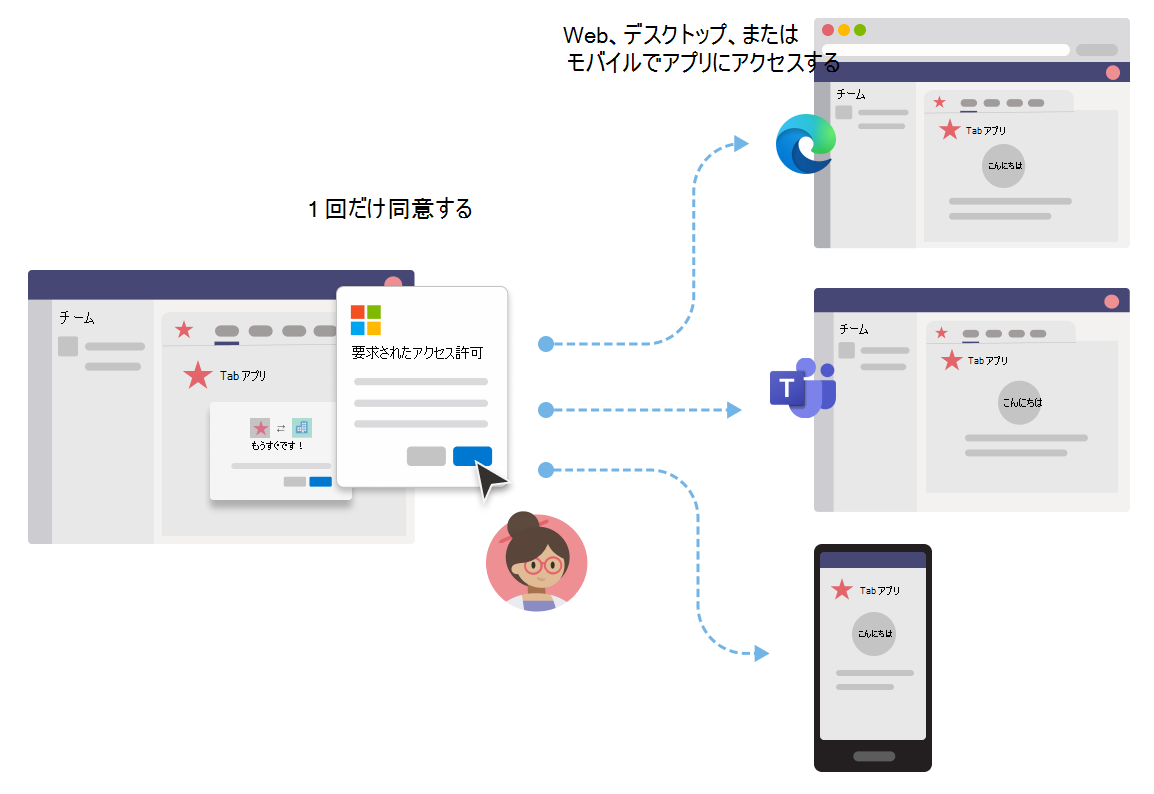 Web、デスクトップ、または
モバイルでアプリにアクセスする
チーム
Tab アプリ
こんにちは
1 回だけ同意する
チーム
Tab アプリ
もうすぐです！
要求されたアクセス許可
チーム
Tab アプリ
こんにちは
T
Tab アプリ
こんにちは